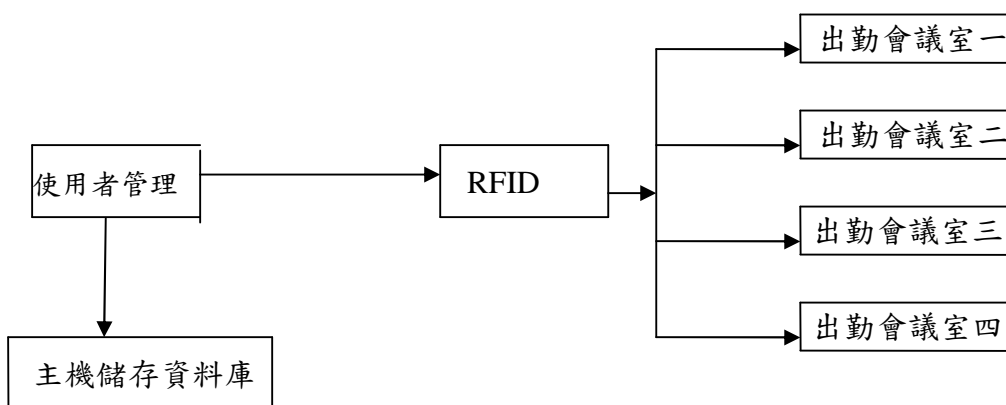 出勤會議室一
出勤會議室二
使用者管理
RFID
出勤會議室三
出勤會議室四
主機儲存資料庫